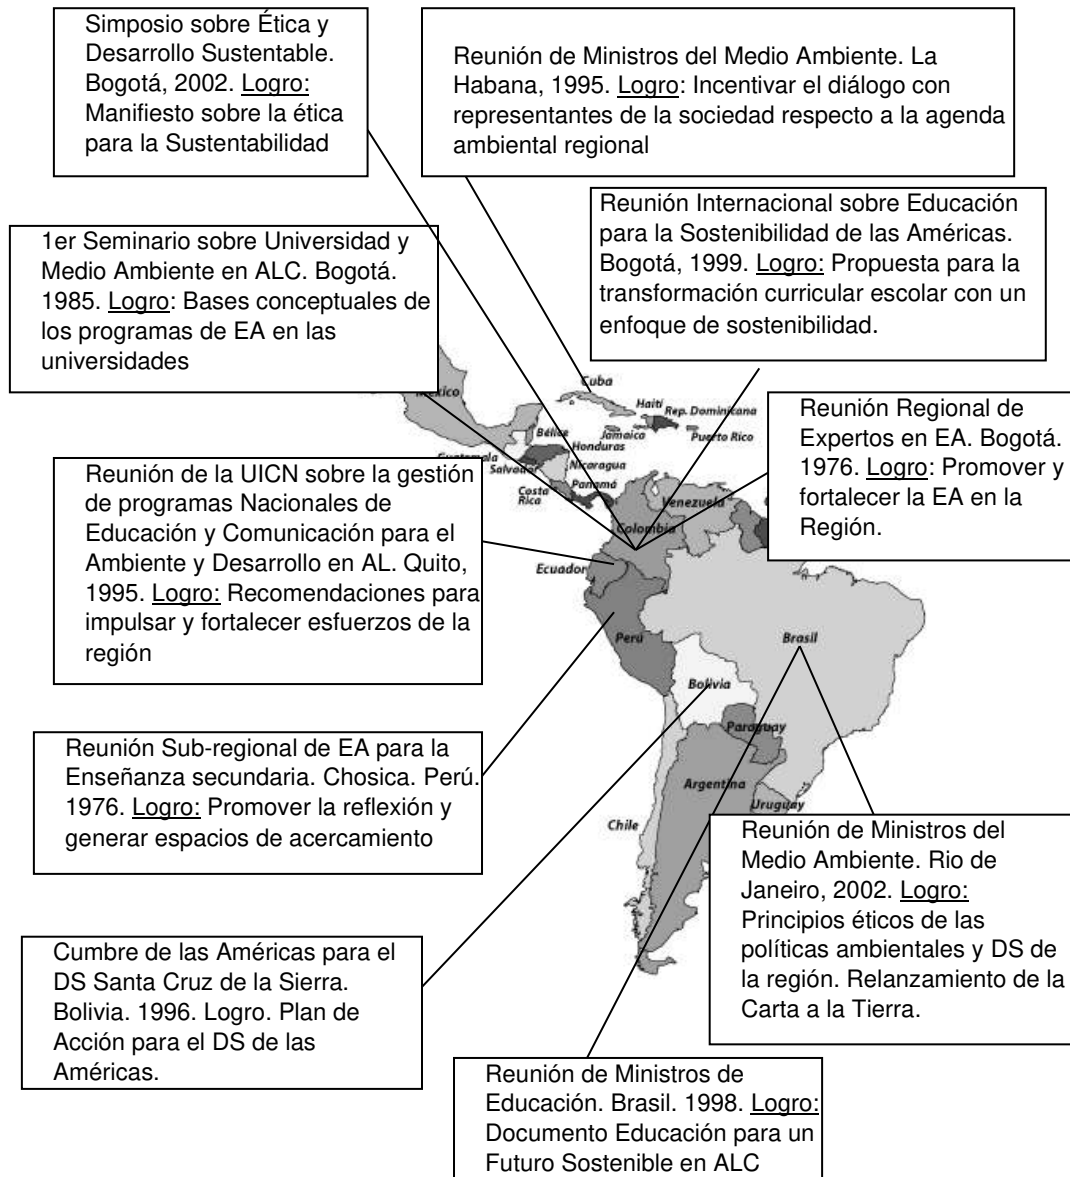 Simposio sobre Ética y
Desarrollo Sustentable.
Bogotá, 2002. Logro:
Manifiesto sobre la ética
para la Sustentabilidad
Reunión de Ministros del Medio Ambiente. La
Habana, 1995. Logro: Incentivar el diálogo con
representantes de la sociedad respecto a la agenda
ambiental regional
1er Seminario sobre Universidad y
Medio Ambiente en ALC. Bogotá.
1985. Logro: Bases conceptuales de
los programas de EA en las
universidades
Reunión Internacional sobre Educación
para la Sostenibilidad de las Américas.
Bogotá, 1999. Logro: Propuesta para la
transformación curricular escolar con un
enfoque de sostenibilidad.
México
Cuba
Haití
Rep. Dominicana
Jamaica
Puerto Rico
Bélice
Honduras
Guatemala
Salvador
Nicaragua
Costa
Rica
Panamá
Venezuela
Colombia
Ecuador
Perú
Brasil
Bolivia
Paraguay
Argentina
Uruguay
Chile
Reunión Regional de
Expertos en EA. Bogotá.
1976. Logro: Promover y
fortalecer la EA en la
Región.
Reunión de la UICN sobre la gestión
de programas Nacionales de
Educación y Comunicación para el
Ambiente y Desarrollo en AL. Quito,
1995. Logro: Recomendaciones para
impulsar y fortalecer esfuerzos de la
región
Reunión Sub-regional de EA para la
Enseñanza secundaria. Chosica. Perú.
1976. Logro: Promover la reflexión y
generar espacios de acercamiento
Reunión de Ministros del
Medio Ambiente. Rio de
Janeiro, 2002. Logro:
Principios éticos de las
políticas ambientales y DS de
la región. Relanzamiento de la
Carta a la Tierra.
Cumbre de las Américas para el
DS Santa Cruz de la Sierra.
Bolivia. 1996. Logro. Plan de
Acción para el DS de las
Américas.
Reunión de Ministros de
Educación. Brasil. 1998. Logro:
Documento Educación para un
Futuro Sostenible en ALC